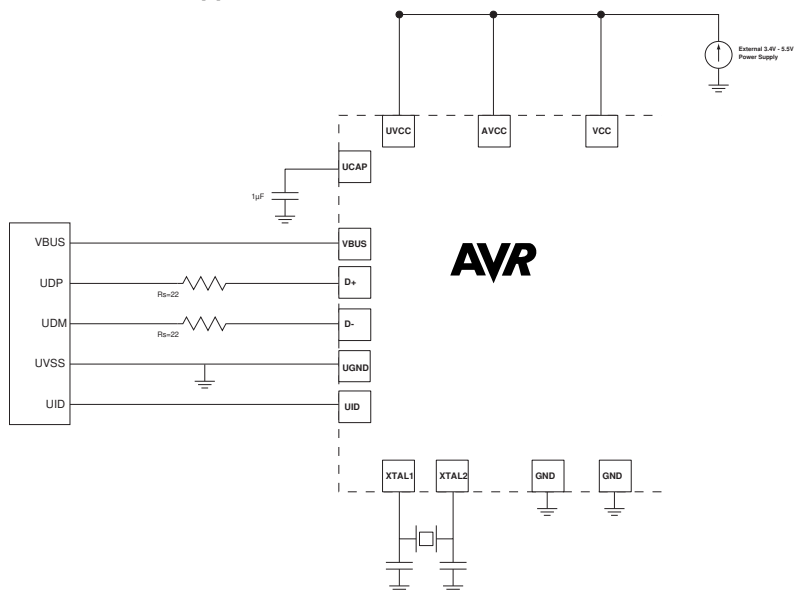 External 3.4V - 5.5V
Power Supply
UVCC
AVCC
VCC
UCAP
1µF
VBUS
VBUS
UDP
Rs=22
D+
UDM
Rs=22
D-
UVSS
UGND
UID
UID
AVR
XTAL1
XTAL2
GND
GND